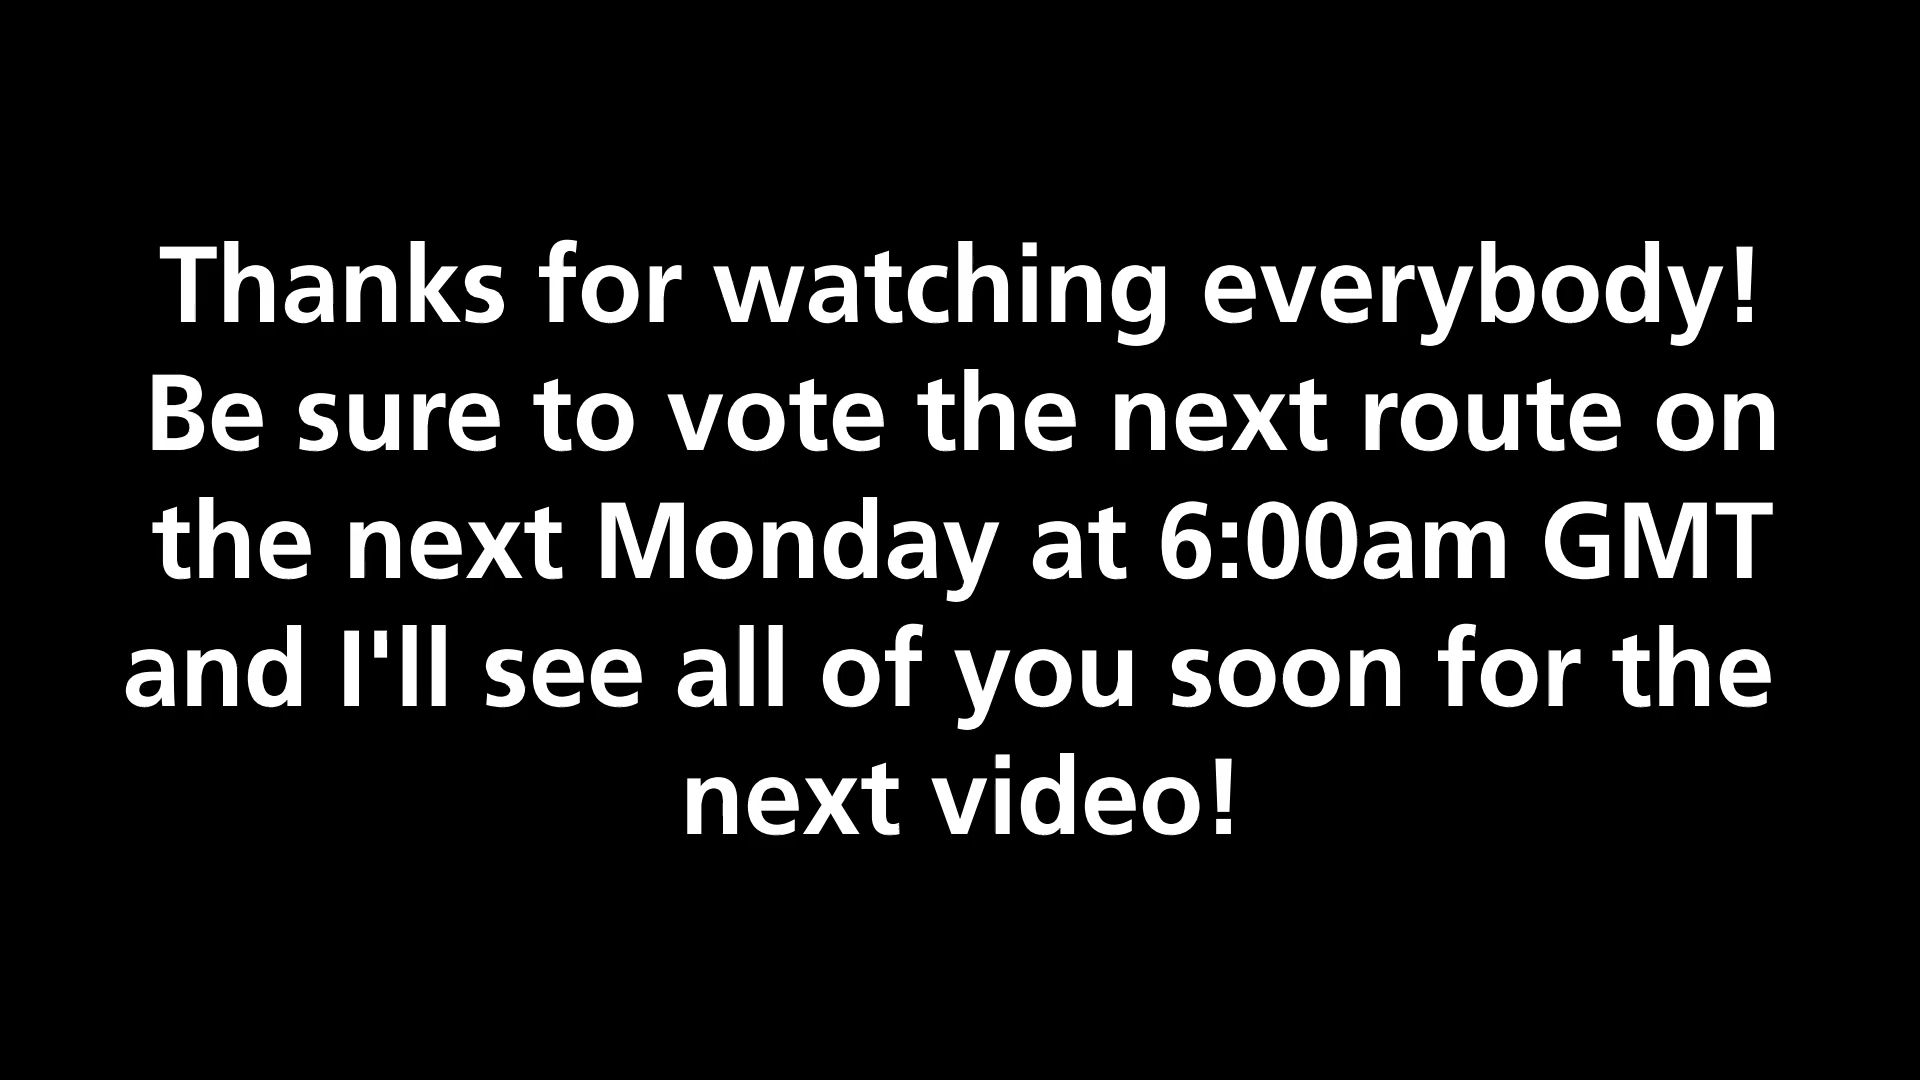 Thanks for watching everybody!
Be sure to vote the next route on
the next Monday at 6:00am GMT
and I'll see all of you soon for the
next video!